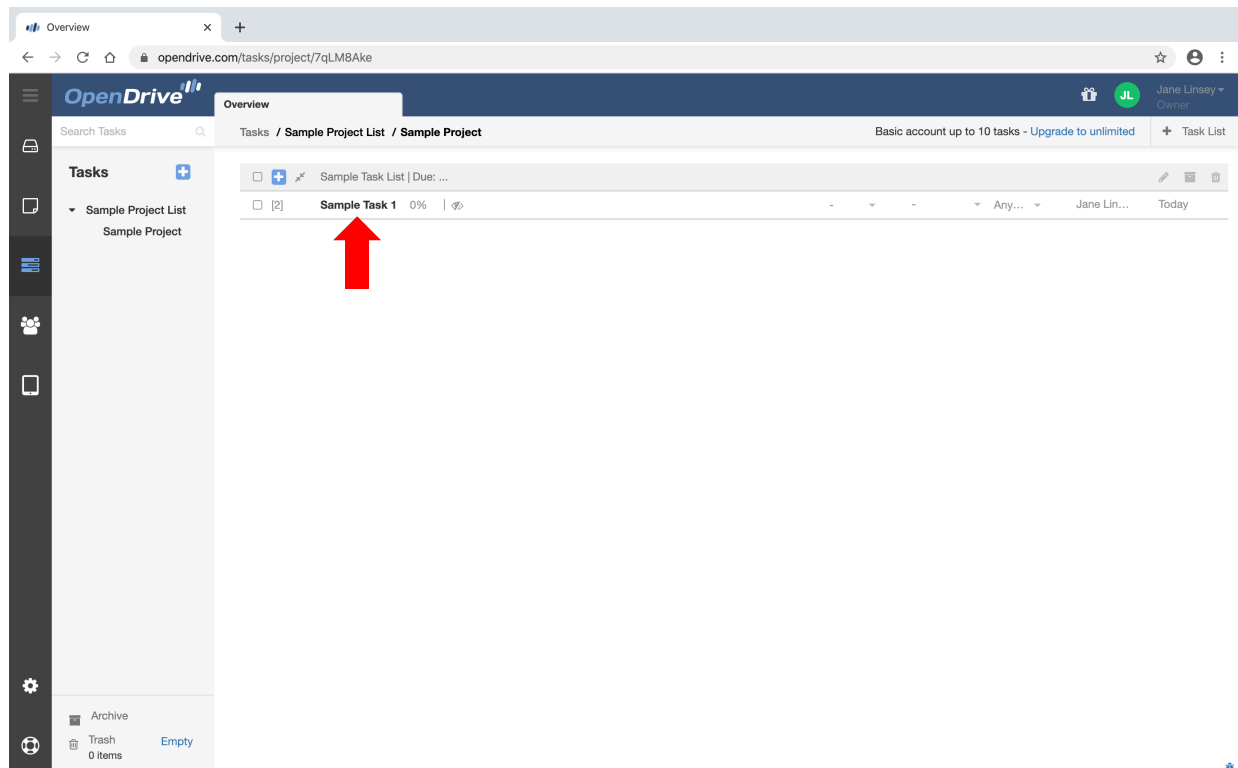 Overview
opendrive.com/tasks/project/7qLM8Ake
OpenDrive
Overview
JL
Jane Linsey
Owner
Search Tasks
Tasks / Sample Project List / Sample Project
Basic account up to 10 tasks - Upgrade to unlimited
+ Task List
Tasks
Sample Project List
Sample Project
Sample Task List | Due: ...
[2] Sample Task 1 0% | - - Any... Jane Lin... Today
Archive
Trash Empty
0 items